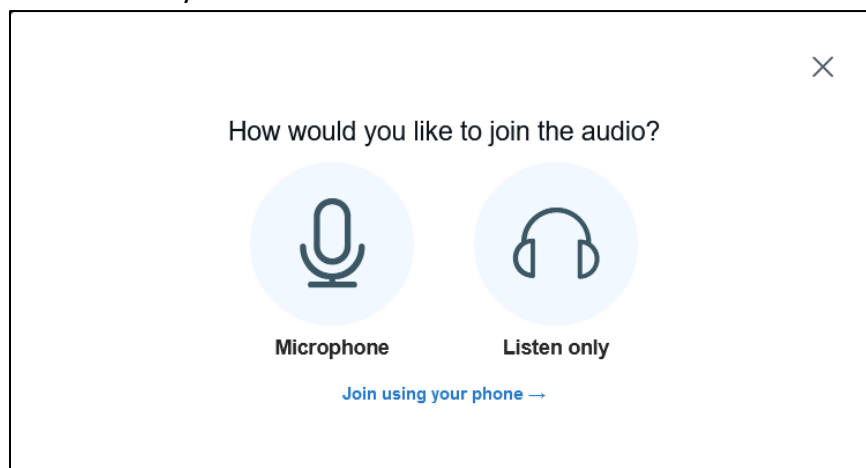 How would you like to join the audio?
Microphone
Listen only
Join using your phone →